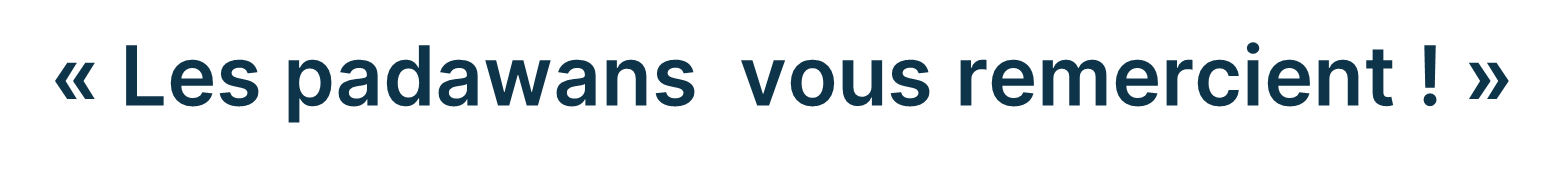 « Les padawans  vous remercient ! »